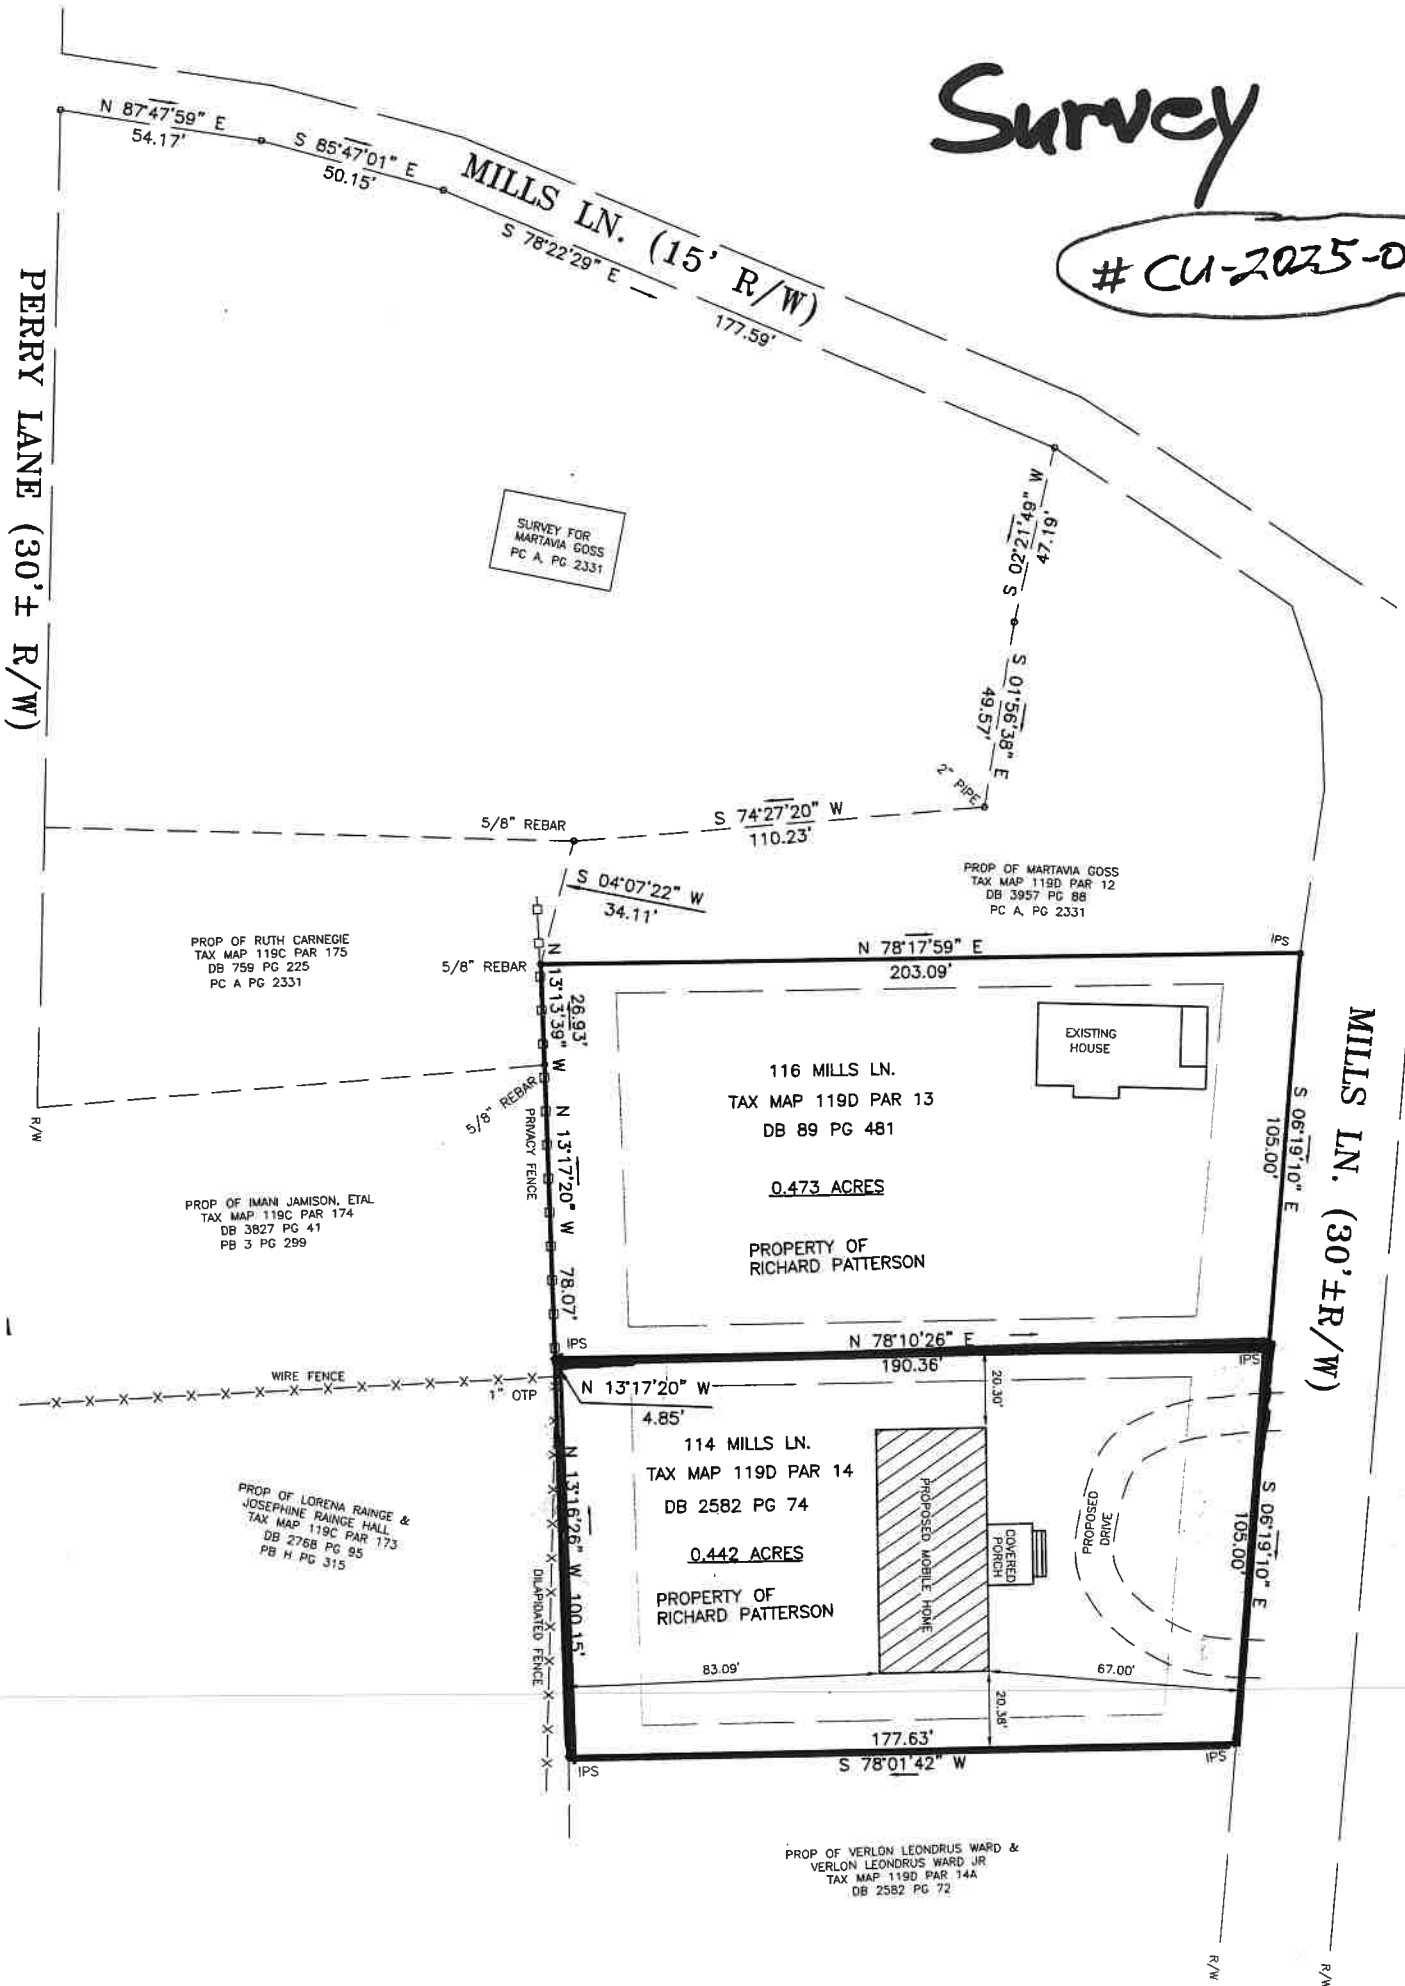 Survey
# CU-2025-0
N 87°47'59" E
54.17'
S 85°47'01" E
50.15'
MILLS LN. (15' R/W)
S 78°22'29" E
177.59'
PERRY LANE (30'± R/W)
SURVEY FOR
MARTAVIA GOSS
PC A, PG 2331
S 02°21'49" W
47.19'
S 01°56'38" E
49.57'
2" PIPE
5/8" REBAR
S 74°27'20" W
110.23'
S 04°07'22" W
34.11'
PROP OF MARTAVIA GOSS
TAX MAP 119D PAR 12
DB 3957 PG 88
PC A, PG 2331
PROP OF RUTH CARNEGIE
TAX MAP 119C PAR 175
DB 759 PG 225
PC A PG 2331
5/8" REBAR
N 78°17'59" E
203.09'
IPS
N 13°13'39" W
26.93'
EXISTING
HOUSE
MILLS LN. (30'±R/W)
116 MILLS LN.
TAX MAP 119D PAR 13
DB 89 PG 481
0.473 ACRES
PROPERTY OF
RICHARD PATTERSON
S 06°19'10" E
105.00'
R/W
5/8" REBAR
PRIVACY FENCE
N 13°17'20" W 78.07'
PROP OF IMANI JAMISON, ETAL
TAX MAP 119C PAR 174
DB 3827 PG 41
PB 3 PG 299
IPS
N 78°10'26" E
190.36'
IPS
WIRE FENCE
1" OTP
N 13°17'20" W
4.85'
20.30'
114 MILLS LN.
TAX MAP 119D PAR 14
DB 2582 PG 74
0.442 ACRES
PROPERTY OF
RICHARD PATTERSON
PROPOSED MOBILE HOME
COVERED
PORCH
PROPOSED
DRIVE
S 06°19'10" E
105.00'
PROP OF LORENA RAINGE &
JOSEPHINE RAINGE HALL
TAX MAP 119C PAR 173
DB 2768 PG 95
PB H PG 315
N 13°16'26" W 100.15'
DILAPIDATED FENCE
83.09'
67.00'
20.38'
177.63'
S 78°01'42" W
IPS
IPS
PROP OF VERLON LEONDRUS WARD &
VERLON LEONDRUS WARD JR
TAX MAP 119D PAR 14A
DB 2582 PG 72
R/W
R/W